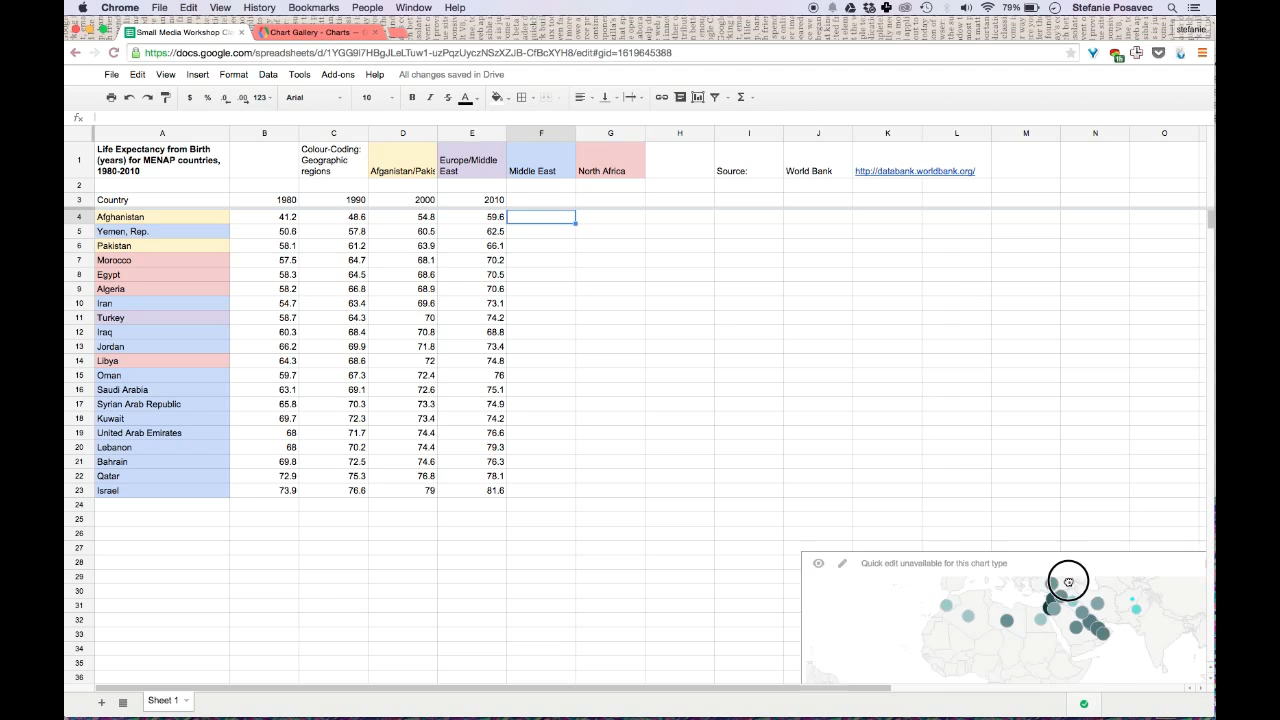 Chrome File Edit View History Bookmarks People Window Help 79% Stefanie Posavec
Small Media Workshop Cle Chart Gallery - Charts — stefanie
https://docs.google.com/spreadsheets/d/1YGG9I7HBgJLeLTuw1-uzPqzUyczNSzXZJB-CfBcXYH8/edit#gid=1619645388
File Edit View Insert Format Data Tools Add-ons Help All changes saved in Drive
$ % .0 .00 123 Arial 10 B I S A Σ
fx
A B C D E F G H I J K L M N O
1 Life Expectancy from Birth (years) for MENAP countries, 1980-2010 Colour-Coding: Geographic regions Afganistan/Pakis Europe/Middle East Middle East North Africa Source: World Bank http://databank.worldbank.org/
2
3 Country 1980 1990 2000 2010
4 Afghanistan 41.2 48.6 54.8 59.6
5 Yemen, Rep. 50.6 57.8 60.5 62.5
6 Pakistan 58.1 61.2 63.9 66.1
7 Morocco 57.5 64.7 68.1 70.2
8 Egypt 58.3 64.5 68.6 70.5
9 Algeria 58.2 66.8 68.9 70.6
10 Iran 54.7 63.4 69.6 73.1
11 Turkey 58.7 64.3 70 74.2
12 Iraq 60.3 68.4 70.8 68.8
13 Jordan 66.2 69.9 71.8 73.4
14 Libya 64.3 68.6 72 74.8
15 Oman 59.7 67.3 72.4 76
16 Saudi Arabia 63.1 69.1 72.6 75.1
17 Syrian Arab Republic 65.8 70.3 73.3 74.9
18 Kuwait 69.7 72.3 73.4 74.2
19 United Arab Emirates 68 71.7 74.4 76.6
20 Lebanon 68 70.2 74.4 79.3
21 Bahrain 69.8 72.5 74.6 76.3
22 Qatar 72.9 75.3 76.8 78.1
23 Israel 73.9 76.6 79 81.6
24
25
26
27
28 Quick edit unavailable for this chart type
29
30
31
32
33
34
35
36
Sheet 1